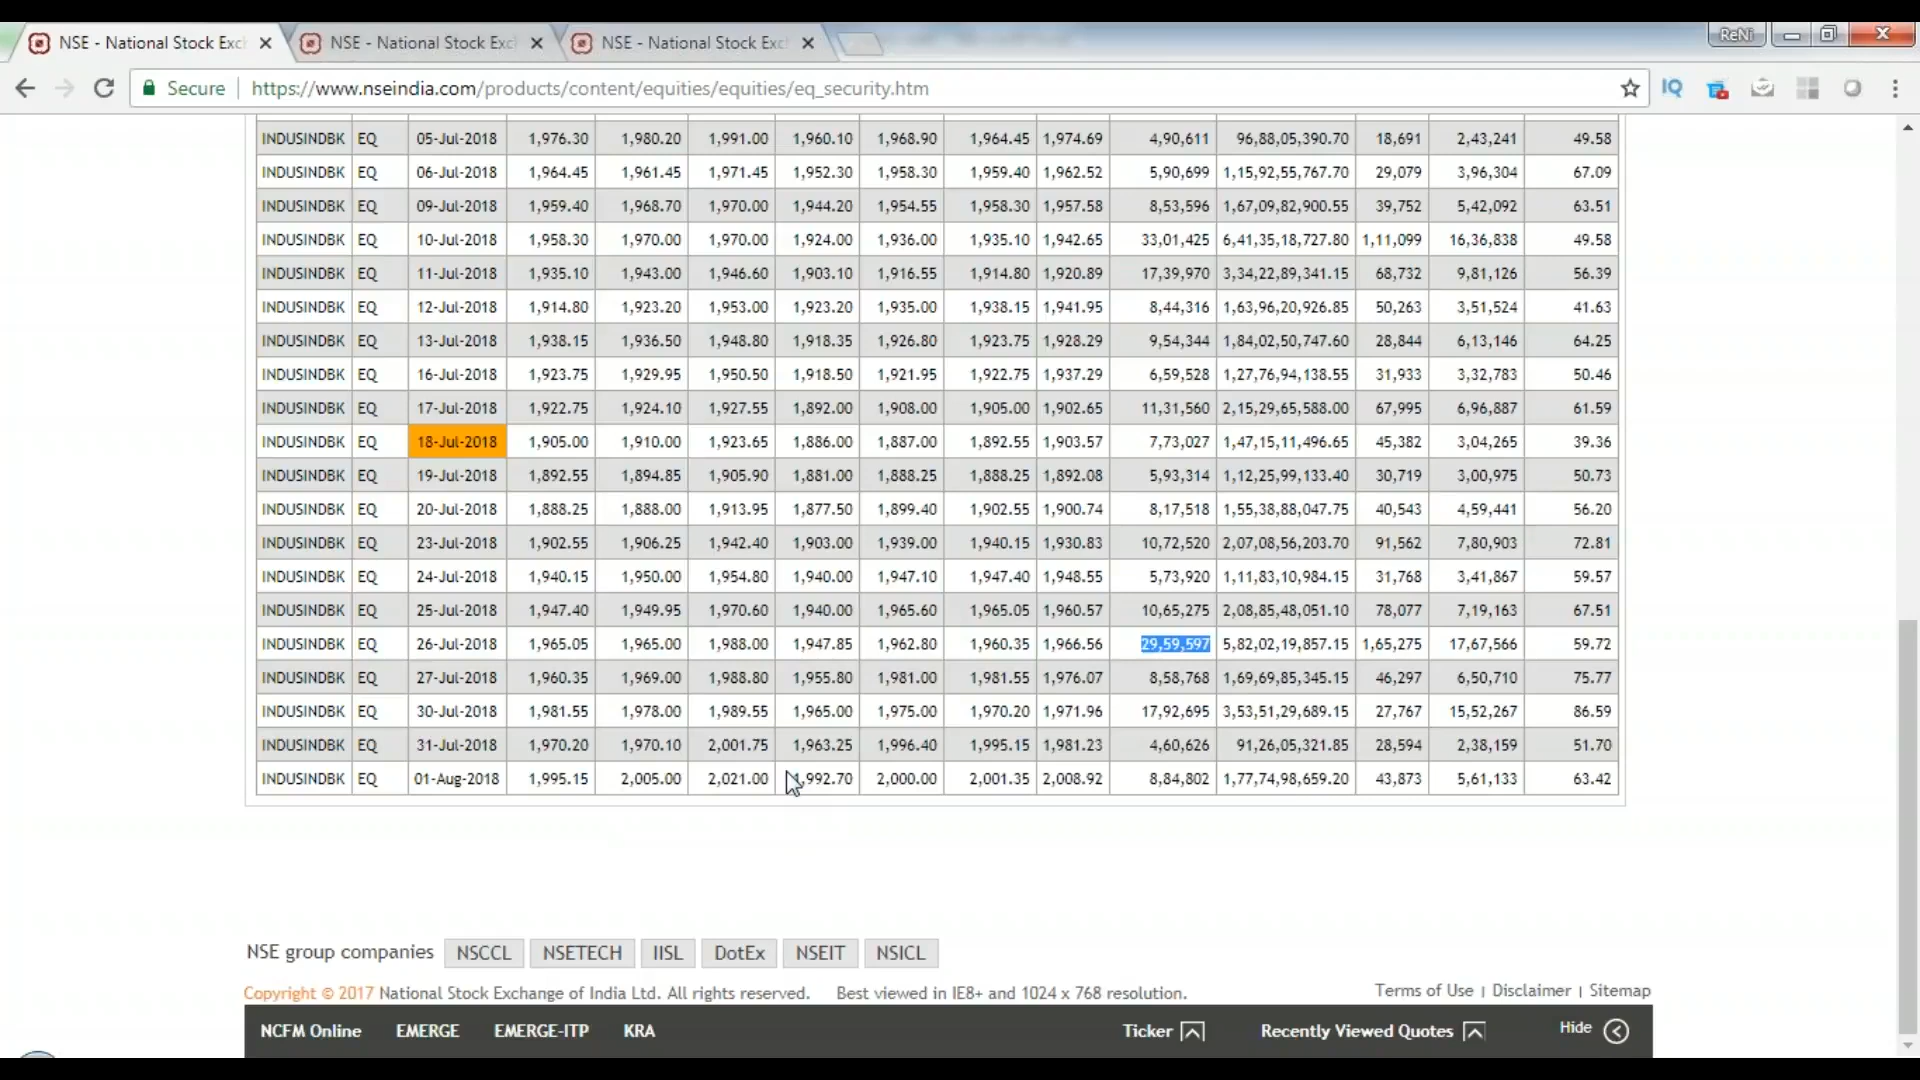 NSE - National Stock Exc NSE - National Stock Exc NSE - National Stock Exc ReNi
Secure https://www.nseindia.com/products/content/equities/equities/eq_security.htm IQ
INDUSINDBK EQ 05-Jul-2018 1,976.30 1,980.20 1,991.00 1,960.10 1,968.90 1,964.45 1,974.69 4,90,611 96,88,05,390.70 18,691 2,43,241 49.58
INDUSINDBK EQ 06-Jul-2018 1,964.45 1,961.45 1,971.45 1,952.30 1,958.30 1,959.40 1,962.52 5,90,699 1,15,92,55,767.70 29,079 3,96,304 67.09
INDUSINDBK EQ 09-Jul-2018 1,959.40 1,968.70 1,970.00 1,944.20 1,954.55 1,958.30 1,957.58 8,53,596 1,67,09,82,900.55 39,752 5,42,092 63.51
INDUSINDBK EQ 10-Jul-2018 1,958.30 1,970.00 1,970.00 1,924.00 1,936.00 1,935.10 1,942.65 33,01,425 6,41,35,18,727.80 1,11,099 16,36,838 49.58
INDUSINDBK EQ 11-Jul-2018 1,935.10 1,943.00 1,946.60 1,903.10 1,916.55 1,914.80 1,920.89 17,39,970 3,34,22,89,341.15 68,732 9,81,126 56.39
INDUSINDBK EQ 12-Jul-2018 1,914.80 1,923.20 1,953.00 1,923.20 1,935.00 1,938.15 1,941.95 8,44,316 1,63,96,20,926.85 50,263 3,51,524 41.63
INDUSINDBK EQ 13-Jul-2018 1,938.15 1,936.50 1,948.80 1,918.35 1,926.80 1,923.75 1,928.29 9,54,344 1,84,02,50,747.60 28,844 6,13,146 64.25
INDUSINDBK EQ 16-Jul-2018 1,923.75 1,929.95 1,950.50 1,918.50 1,921.95 1,922.75 1,937.29 6,59,528 1,27,76,94,138.55 31,933 3,32,783 50.46
INDUSINDBK EQ 17-Jul-2018 1,922.75 1,924.10 1,927.55 1,892.00 1,908.00 1,905.00 1,902.65 11,31,560 2,15,29,65,588.00 67,995 6,96,887 61.59
INDUSINDBK EQ 18-Jul-2018 1,905.00 1,910.00 1,923.65 1,886.00 1,887.00 1,892.55 1,903.57 7,73,027 1,47,15,11,496.65 45,382 3,04,265 39.36
INDUSINDBK EQ 19-Jul-2018 1,892.55 1,894.85 1,905.90 1,881.00 1,888.25 1,888.25 1,892.08 5,93,314 1,12,25,99,133.40 30,719 3,00,975 50.73
INDUSINDBK EQ 20-Jul-2018 1,888.25 1,888.00 1,913.95 1,877.50 1,899.40 1,902.55 1,900.74 8,17,518 1,55,38,88,047.75 40,543 4,59,441 56.20
INDUSINDBK EQ 23-Jul-2018 1,902.55 1,906.25 1,942.40 1,903.00 1,939.00 1,940.15 1,930.83 10,72,520 2,07,08,56,203.70 91,562 7,80,903 72.81
INDUSINDBK EQ 24-Jul-2018 1,940.15 1,950.00 1,954.80 1,940.00 1,947.10 1,947.40 1,948.55 5,73,920 1,11,83,10,984.15 31,768 3,41,867 59.57
INDUSINDBK EQ 25-Jul-2018 1,947.40 1,949.95 1,970.60 1,940.00 1,965.60 1,965.05 1,960.57 10,65,275 2,08,85,48,051.10 78,077 7,19,163 67.51
INDUSINDBK EQ 26-Jul-2018 1,965.05 1,965.00 1,988.00 1,947.85 1,962.80 1,960.35 1,966.56 29,59,597 5,82,02,19,857.15 1,65,275 17,67,566 59.72
INDUSINDBK EQ 27-Jul-2018 1,960.35 1,969.00 1,988.80 1,955.80 1,981.00 1,981.55 1,976.07 8,58,768 1,69,69,85,345.15 46,297 6,50,710 75.77
INDUSINDBK EQ 30-Jul-2018 1,981.55 1,978.00 1,989.55 1,965.00 1,975.00 1,970.20 1,971.96 17,92,695 3,53,51,29,689.15 27,767 15,52,267 86.59
INDUSINDBK EQ 31-Jul-2018 1,970.20 1,970.10 2,001.75 1,963.25 1,996.40 1,995.15 1,981.23 4,60,626 91,26,05,321.85 28,594 2,38,159 51.70
INDUSINDBK EQ 01-Aug-2018 1,995.15 2,005.00 2,021.00 1,992.70 2,000.00 2,001.35 2,008.92 8,84,802 1,77,74,98,659.20 43,873 5,61,133 63.42
NSE group companies NSCCL NSETECH IISL DotEx NSEIT NSICL
Copyright © 2017 National Stock Exchange of India Ltd. All rights reserved. Best viewed in IE8+ and 1024 x 768 resolution. Terms of Use | Disclaimer | Sitemap
NCFM Online EMERGE EMERGE-ITP KRA Ticker Recently Viewed Quotes Hide